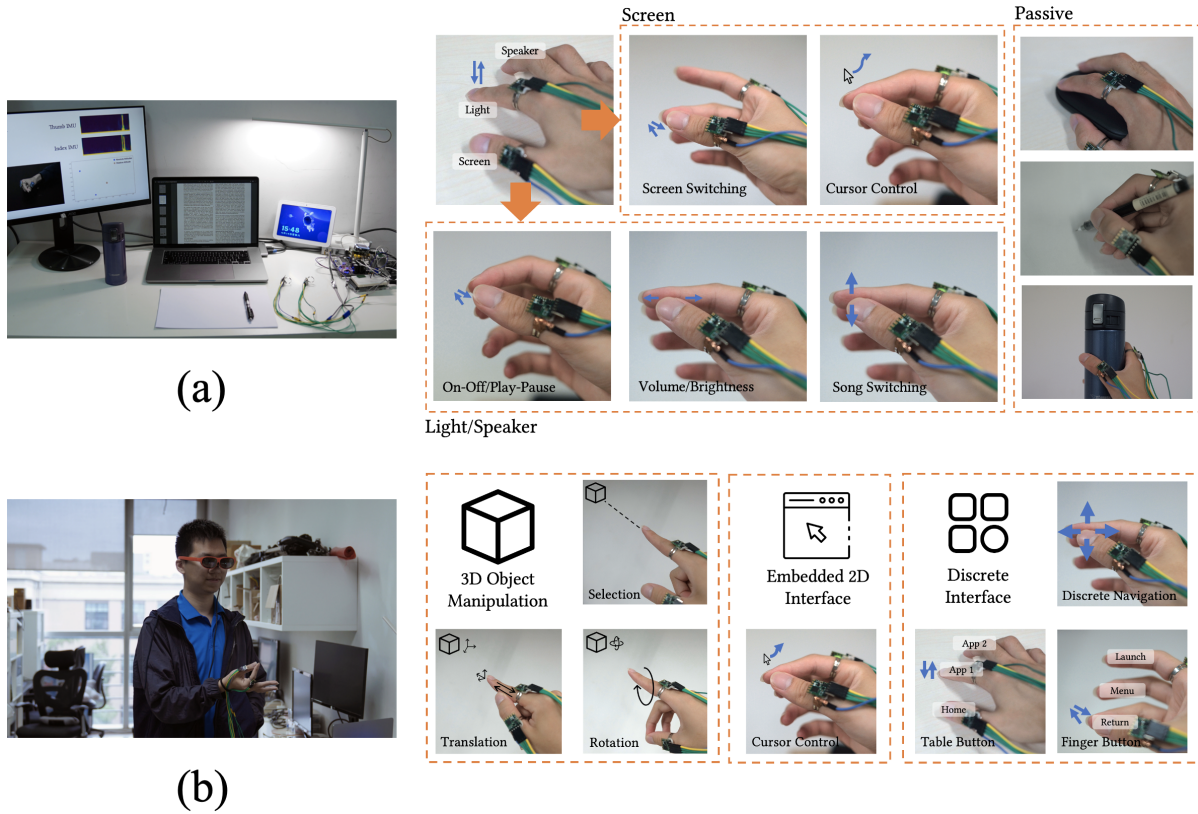 Screen
Passive
Speaker
Light
Screen
Screen Switching
Cursor Control
Thumb IMU
Index IMU
15:48
On-Off/Play-Pause
Volume/Brightness
Song Switching
(a)
Light/Speaker
3D Object
Manipulation
Selection
Embedded 2D
Interface
Discrete
Interface
Discrete Navigation
Translation
Rotation
Cursor Control
App 2
App 1
Home
Table Button
Launch
Menu
Return
Finger Button
(b)